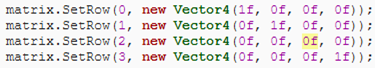 matrix.SetRow(0, new Vector4(1f, 0f, 0f, 0f));
matrix.SetRow(1, new Vector4(0f, 1f, 0f, 0f));
matrix.SetRow(2, new Vector4(0f, 0f, 0f, 0f));
matrix.SetRow(3, new Vector4(0f, 0f, 0f, 1f));